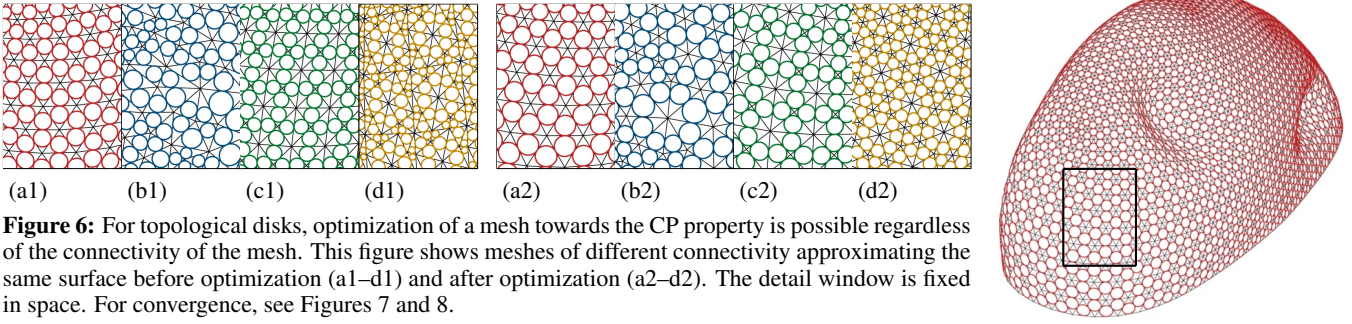 (a1) (b1) (c1) (d1) (a2) (b2) (c2) (d2)
Figure 6: For topological disks, optimization of a mesh towards the CP property is possible regardless
of the connectivity of the mesh. This figure shows meshes of different connectivity approximating the
same surface before optimization (a1–d1) and after optimization (a2–d2). The detail window is fixed
in space. For convergence, see Figures 7 and 8.